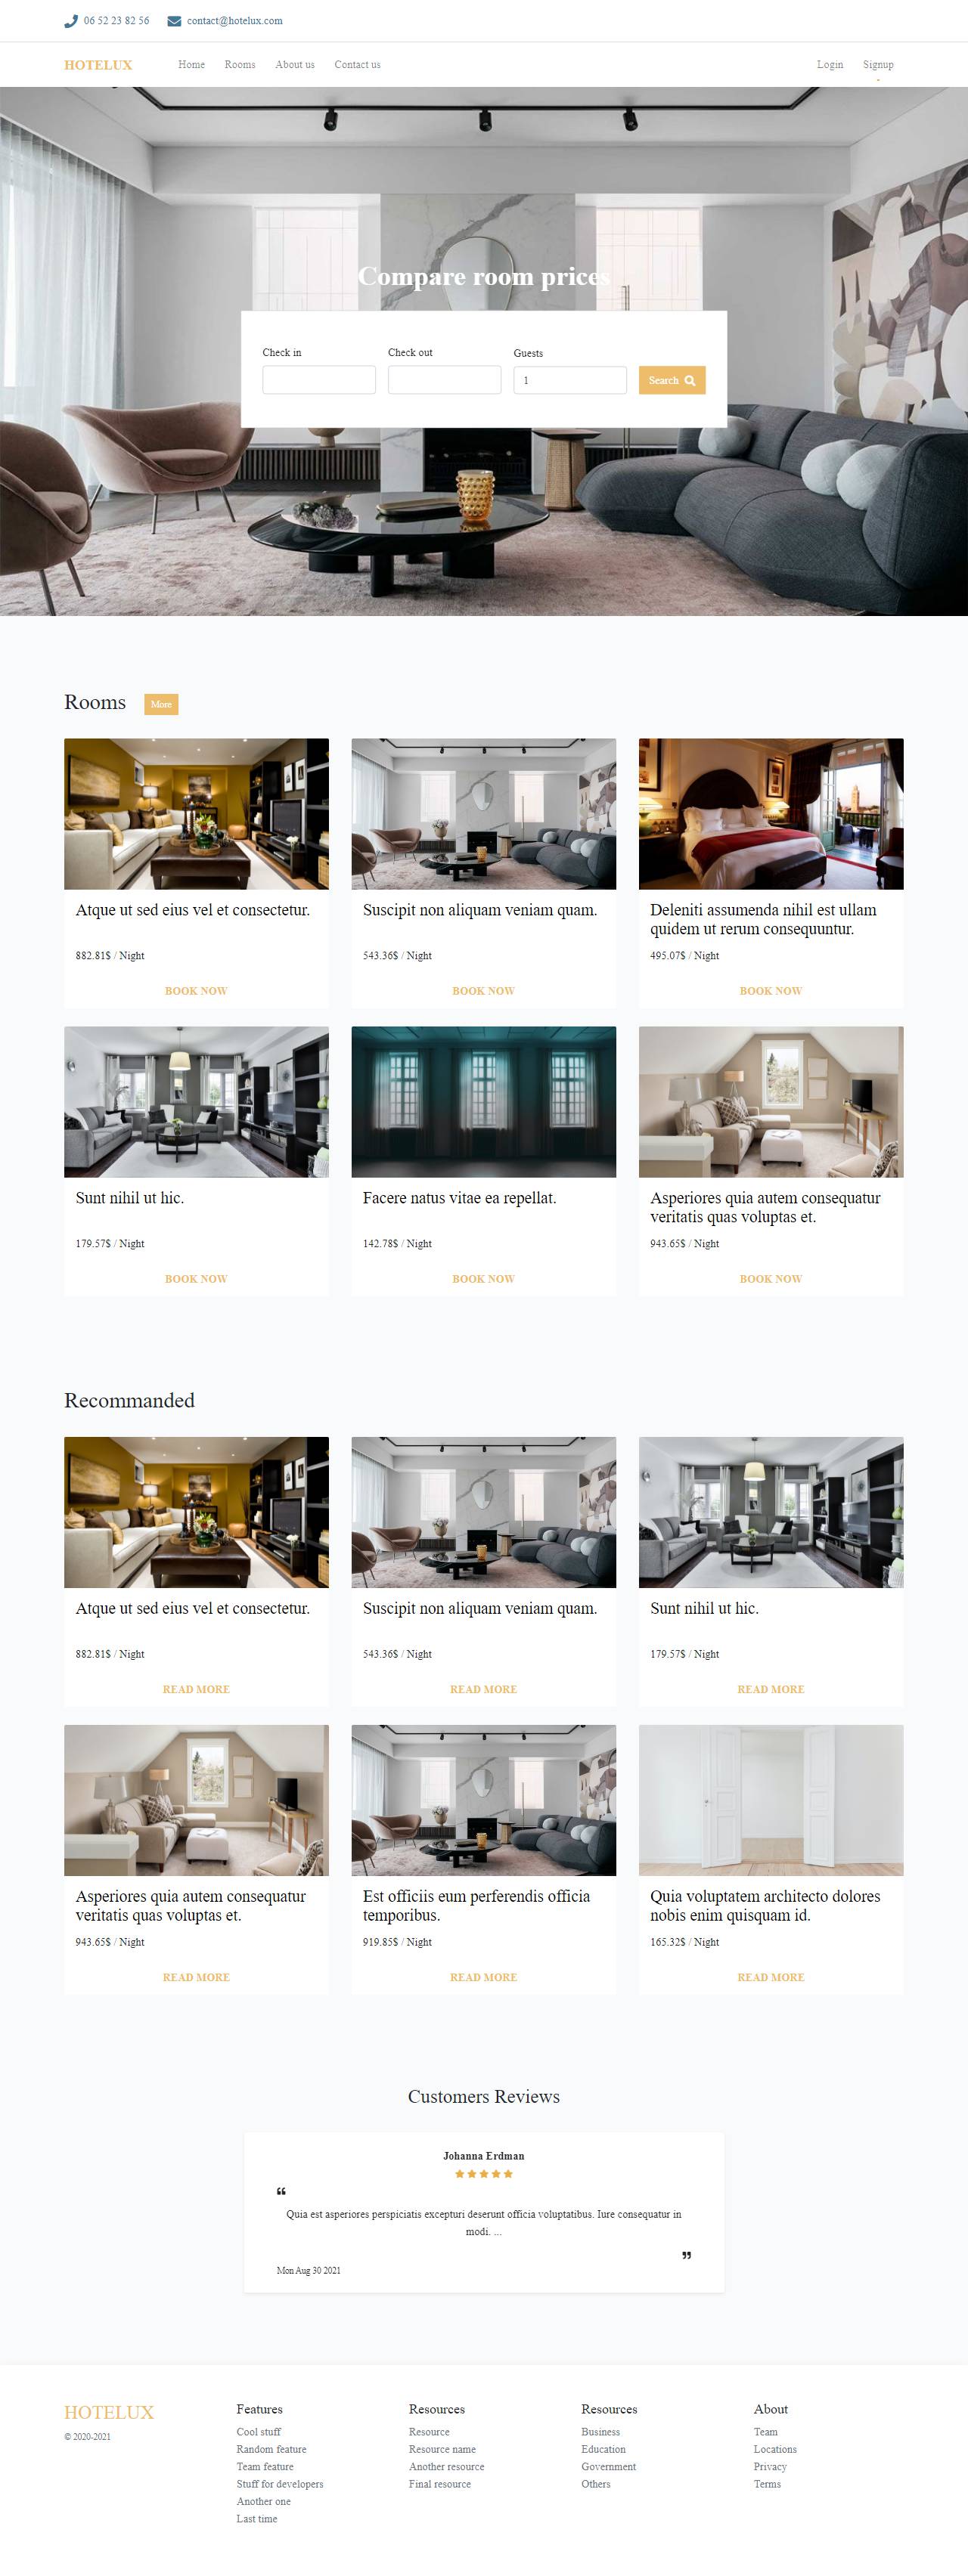 06 52 23 82 56 contact@hotelux.com
HOTELUX Home Rooms About us Contact us Login Signup
Compare room prices
Check in Check out Guests
1 Search
Rooms More
Atque ut sed eius vel et consectetur.
882.81$ / Night
BOOK NOW
Suscipit non aliquam veniam quam.
543.36$ / Night
BOOK NOW
Deleniti assumenda nihil est ullam
quidem ut rerum consequuntur.
495.07$ / Night
BOOK NOW
Sunt nihil ut hic.
179.57$ / Night
BOOK NOW
Facere natus vitae ea repellat.
142.78$ / Night
BOOK NOW
Asperiores quia autem consequatur
veritatis quas voluptas et.
943.65$ / Night
BOOK NOW
Recommanded
Atque ut sed eius vel et consectetur.
882.81$ / Night
READ MORE
Suscipit non aliquam veniam quam.
543.36$ / Night
READ MORE
Sunt nihil ut hic.
179.57$ / Night
READ MORE
Asperiores quia autem consequatur
veritatis quas voluptas et.
943.65$ / Night
READ MORE
Est officiis eum perferendis officia
temporibus.
919.85$ / Night
READ MORE
Quia voluptatem architecto dolores
nobis enim quisquam id.
165.32$ / Night
READ MORE
Customers Reviews
Johanna Erdman
“
Quia est asperiores perspiciatis excepturi deserunt officia voluptatibus. Iure consequatur in
modi. ...
”
Mon Aug 30 2021
HOTELUX
© 2020-2021
Features
Cool stuff
Random feature
Team feature
Stuff for developers
Another one
Last time
Resources
Resource
Resource name
Another resource
Final resource
Resources
Business
Education
Government
Others
About
Team
Locations
Privacy
Terms